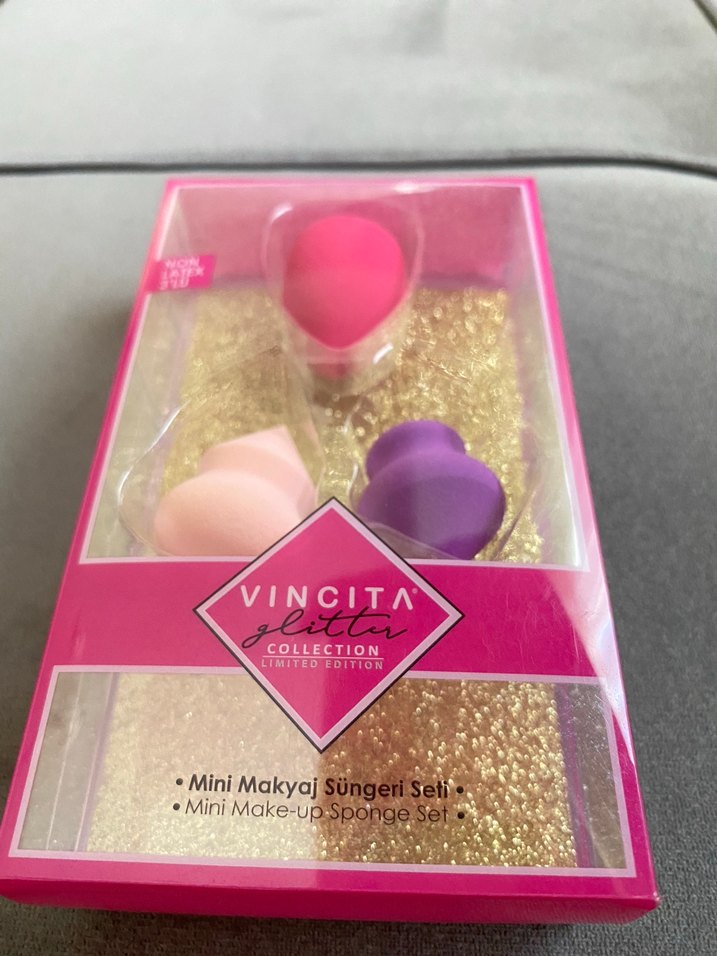 NON
LATEX
3'LÜ
VINCITA®
glitter
COLLECTION
LIMITED EDITION
• Mini Makyaj Süngeri Seti •
• Mini Make-up Sponge Set •